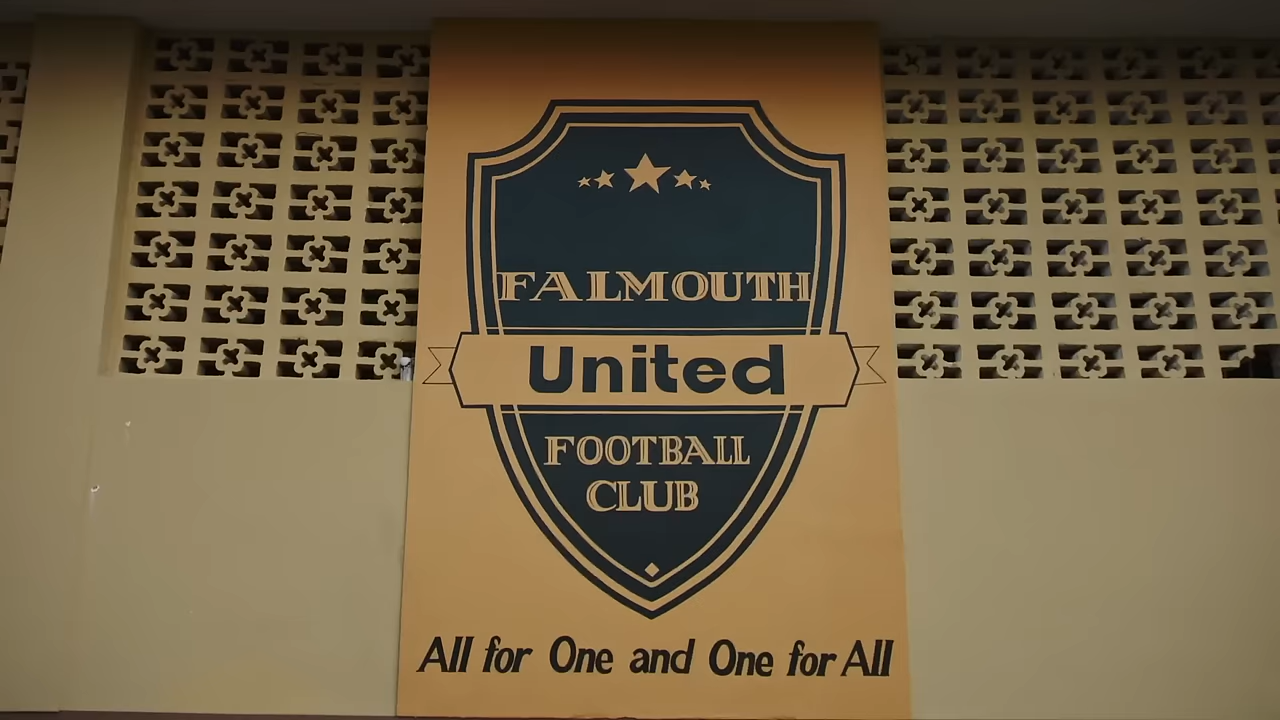 FALMOUTH
United
FOOTBALL
CLUB
All for One and One for All